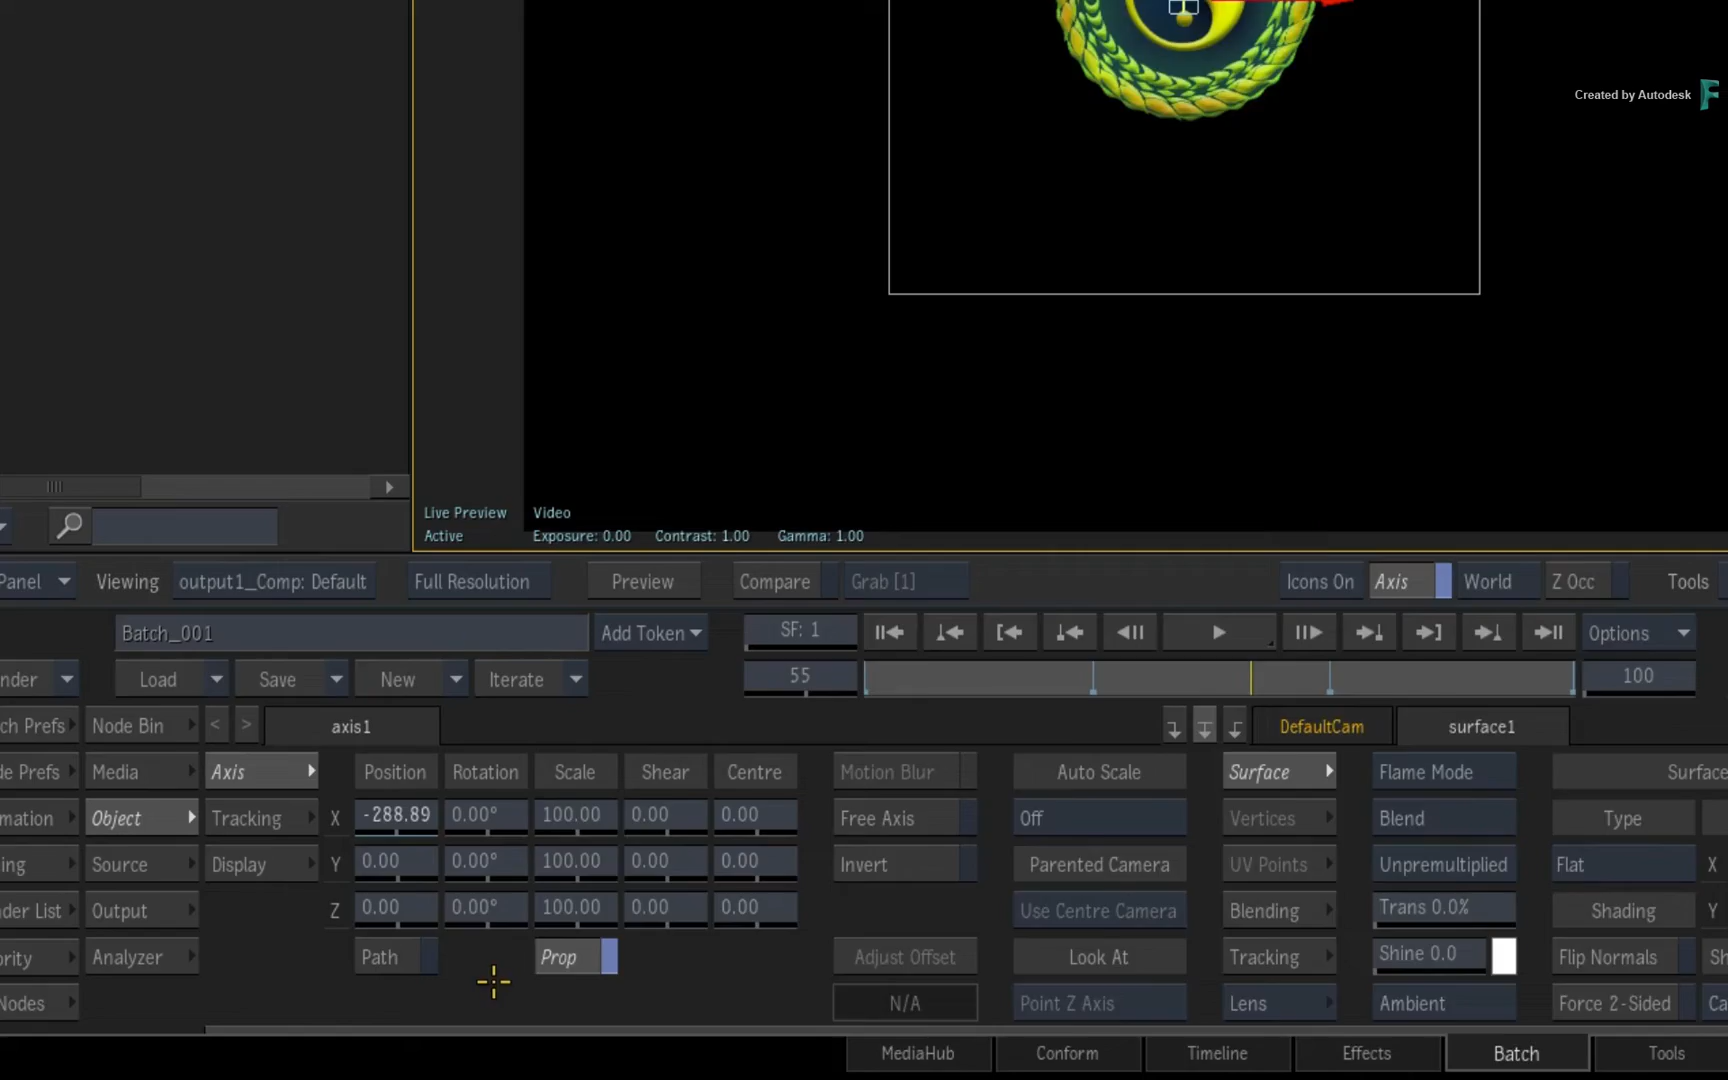 Created by Autodesk
Live Preview Video
Active Exposure: 0.00 Contrast: 1.00 Gamma: 1.00
Panel Viewing output1_Comp: Default Full Resolution Preview Compare Grab [1] Icons On Axis World Z Occ Tools
Batch_001 Add Token SF: 1 Options
nder Load Save New Iterate 55 100
ch Prefs Node Bin < > axis1 DefaultCam surface1
de Prefs Media Axis Position Rotation Scale Shear Centre Motion Blur Auto Scale Surface Flame Mode Surface
mation Object Tracking X -288.89 0.00° 100.00 0.00 0.00 Free Axis Off Vertices Blend Type
ing Source Display Y 0.00 0.00° 100.00 0.00 0.00 Invert Parented Camera UV Points Unpremultiplied Flat X
der List Output Z 0.00 0.00° 100.00 0.00 0.00 Use Centre Camera Blending Trans 0.0% Shading Y
ority Analyzer Path Prop Adjust Offset Look At Tracking Shine 0.0 Flip Normals Sh
Nodes N/A Point Z Axis Lens Ambient Force 2-Sided Ca
MediaHub Conform Timeline Effects Batch Tools